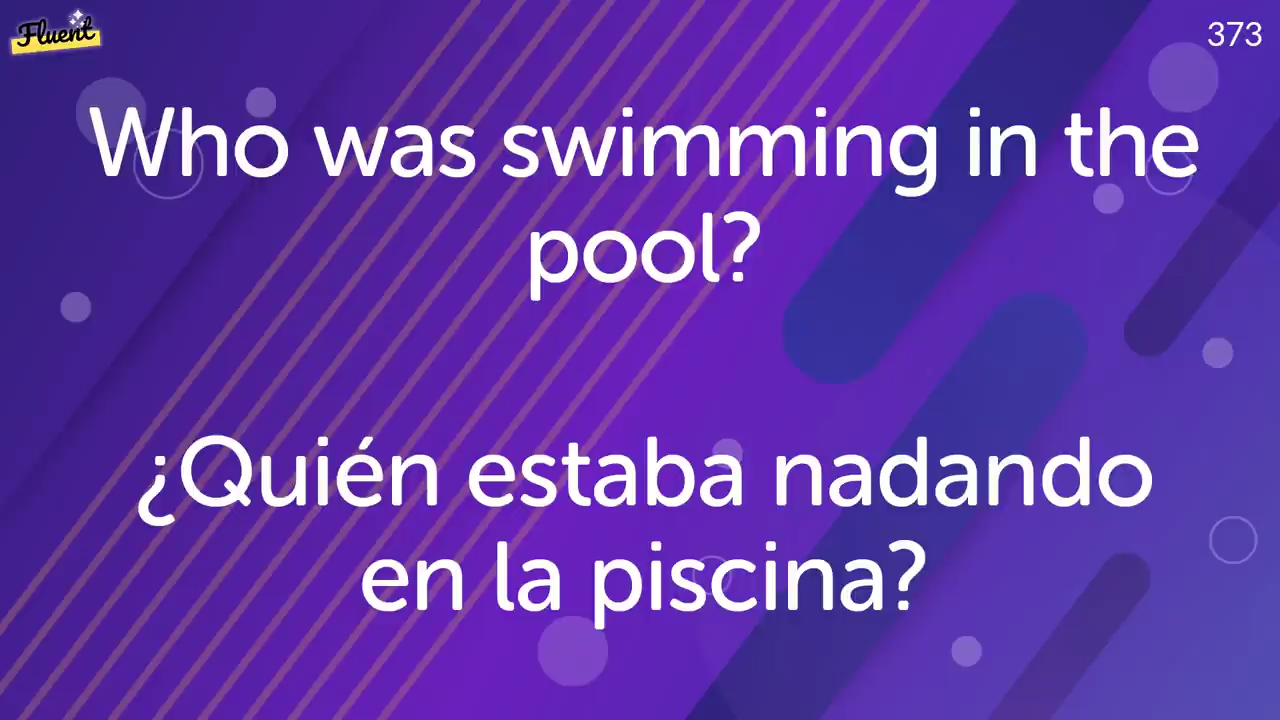 Fluent
373
Who was swimming in the
pool?
¿Quién estaba nadando
en la piscina?